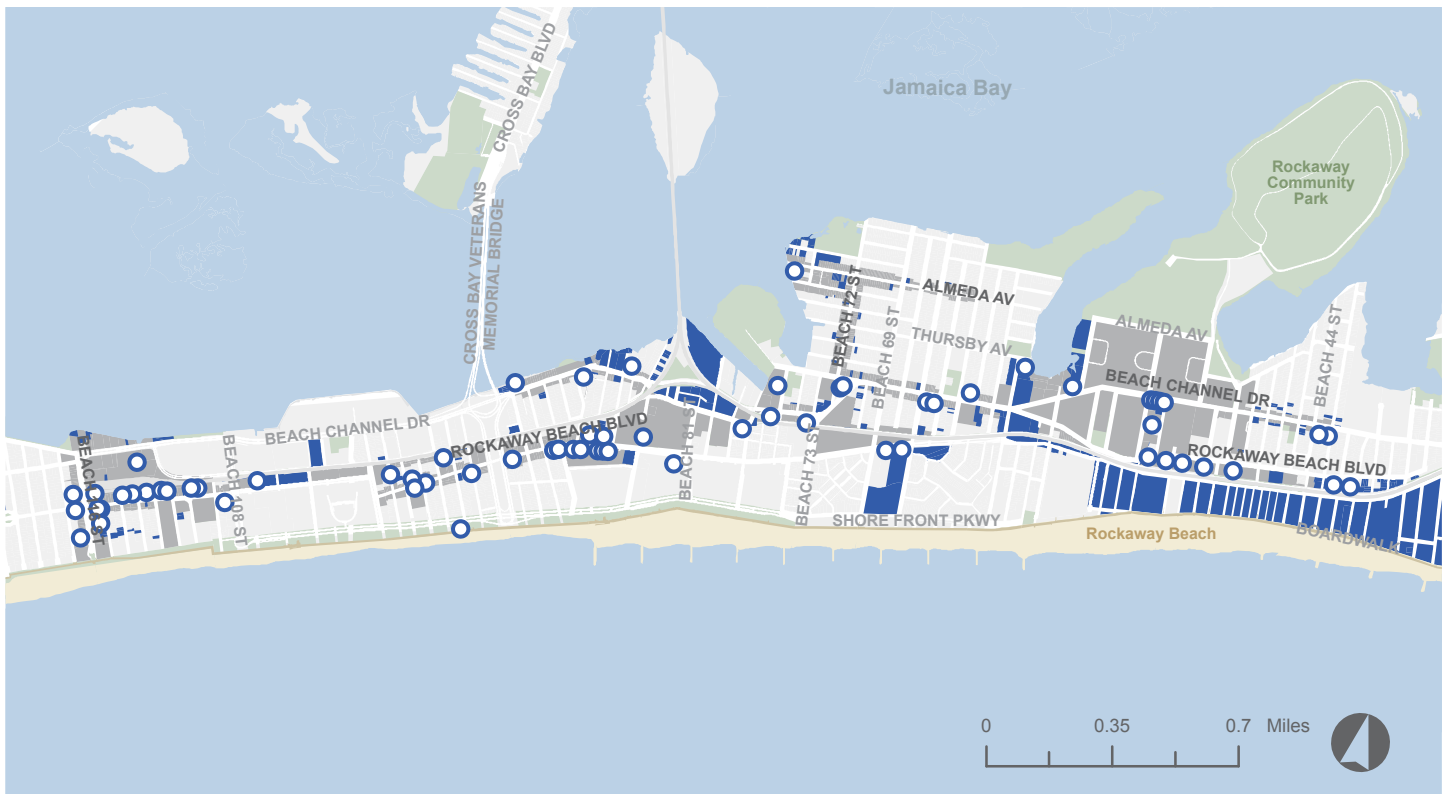 CROSS BAY BLVD
Jamaica Bay
Rockaway
Community
Park
CROSS BAY VETERANS
MEMORIAL BRIDGE
BEACH 72 ST
ALMEDA AV
BEACH 69 ST
THURSBY AV
ALMEDA AV
BEACH 44 ST
BEACH CHANNEL DR
BEACH CHANNEL DR
ROCKAWAY BEACH BLVD
BEACH 81 ST
BEACH 73 ST
ROCKAWAY BEACH BLVD
BEACH 108 ST
SHORE FRONT PKWY
Rockaway Beach
BOARDWALK
0
0.35
0.7
Miles